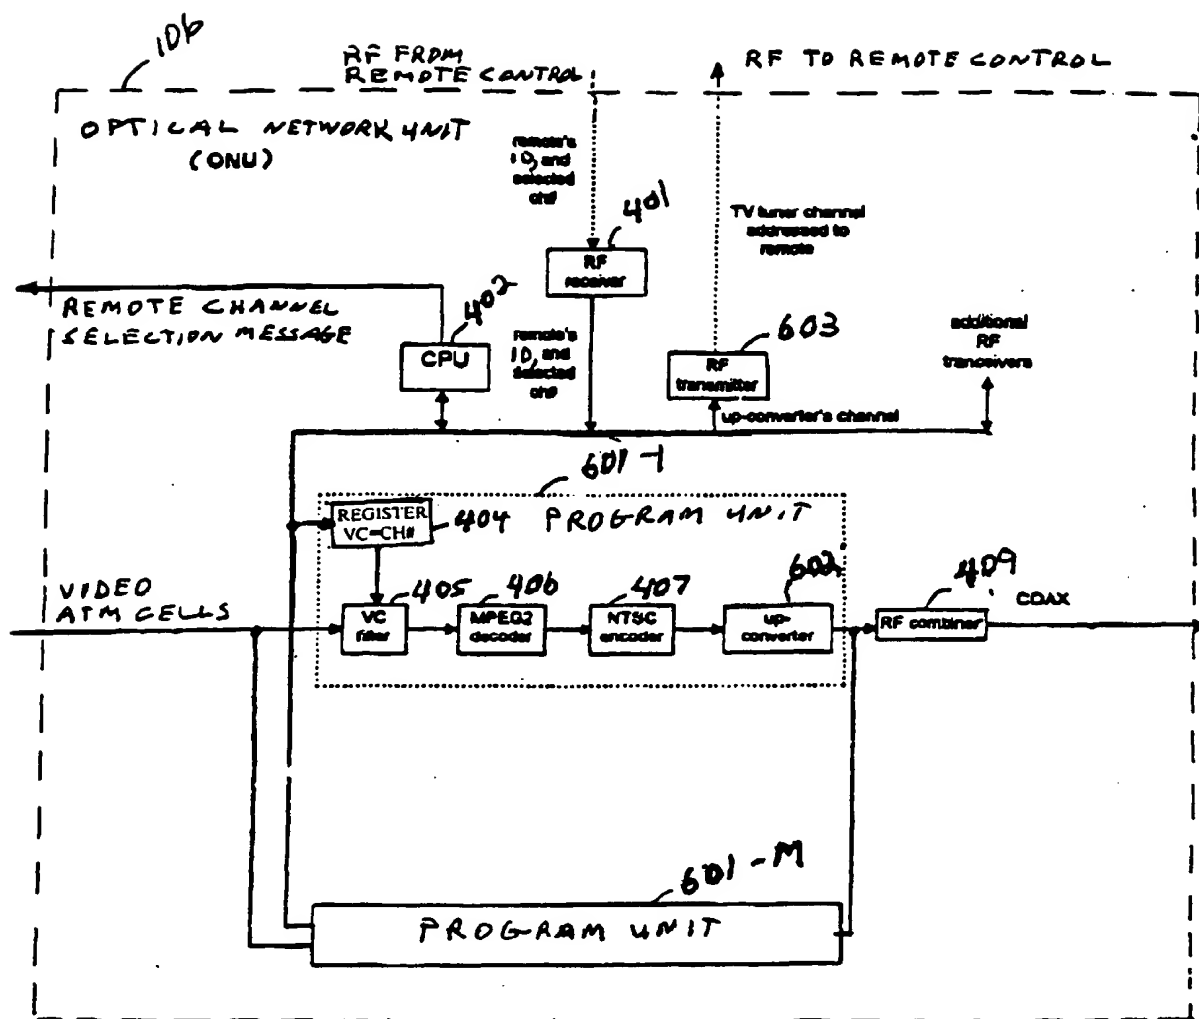 106
RF FROM
REMOTE CONTROL
RF TO REMOTE CONTROL
OPTICAL NETWORK UNIT
(ONU)
remote's
ID, and
selected
ch#
401
TV tuner channel
addressed to
remote
RF
receiver
REMOTE CHANNEL
SELECTION MESSAGE
402
CPU
remote's
ID, and
selected
ch#
603
RF
transmitter
additional
RF
tranceivers
up-converter's channel
601-1
REGISTER
VC=CH#
404
PROGRAM UNIT
VIDEO
ATM CELLS
405
406
407
602
409
COAX
VC
filter
MPEG2
decoder
NTSC
encoder
up-
converter
RF combiner
601-M
PROGRAM UNIT